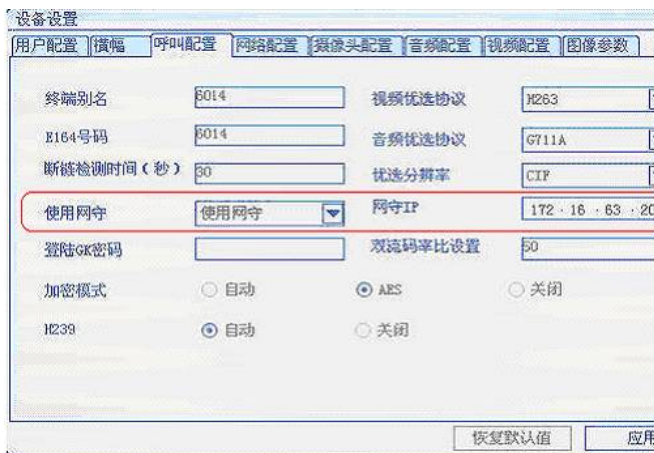 设备设置
用户配置 横幅 呼叫配置 网络配置 摄像头配置 音频配置 视频配置 图像参数
终端别名 6014 视频优选协议 H263
E164号码 6014 音频优选协议 G711A
断链检测时间(秒) 30 优选分辨率 CIF
使用网守 使用网守 网守IP 172 . 16 . 63 . 20
登陆GK密码 双流码率比设置 50
加密模式 自动 AES 关闭
H239 自动 关闭
恢复默认值 应用